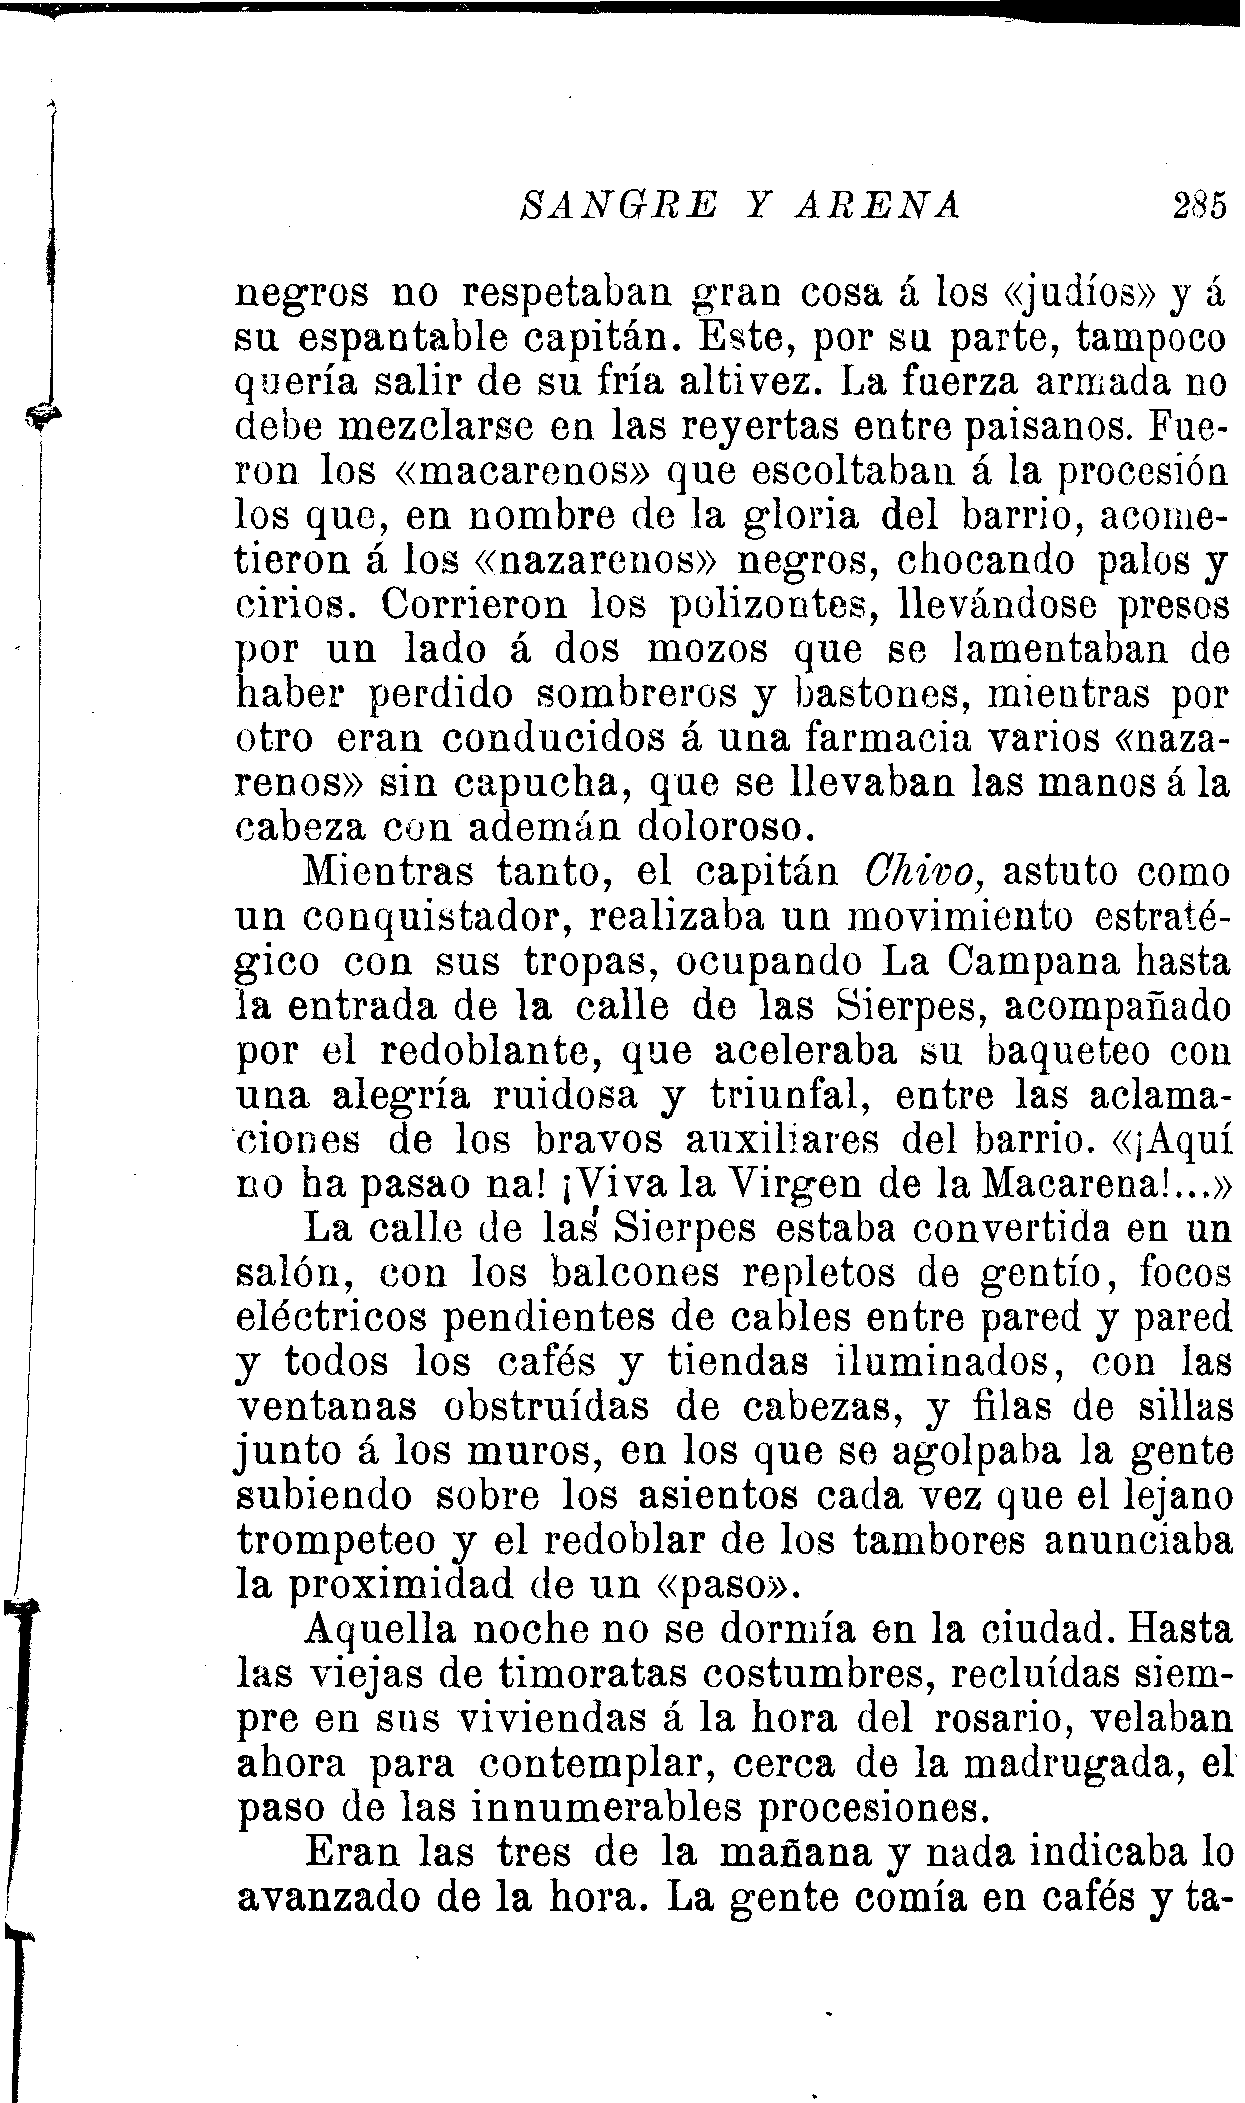 SANGRE Y ARENA 285
negros no respetaban gran cosa á los «judíos» y á
su espantable capitán. Este, por su parte, tampoco
quería salir de su fría altivez. La fuerza armada no
debe mezclarse en las reyertas entre paisanos. Fue-
ron los «macarenos» que escoltaban á la procesión
los que, en nombre de la gloria del barrio, acome-
tieron á los «nazarenos» negros, chocando palos y
cirios. Corrieron los polizontes, llevándose presos
por un lado á dos mozos que se lamentaban de
haber perdido sombreros y bastones, mientras por
otro eran conducidos á una farmacia varios «naza-
renos» sin capucha, que se llevaban las manos á la
cabeza con ademán doloroso.
Mientras tanto, el capitán Chivo, astuto como
un conquistador, realizaba un movimiento estraté-
gico con sus tropas, ocupando La Campana hasta
la entrada de la calle de las Sierpes, acompañado
por el redoblante, que aceleraba su baqueteo con
una alegría ruidosa y triunfal, entre las aclama-
ciones de los bravos auxiliares del barrio. «¡Aquí
no ha pasao na! ¡Viva la Virgen de la Macarena!...»
La calle de las Sierpes estaba convertida en un
salón, con los balcones repletos de gentío, focos
eléctricos pendientes de cables entre pared y pared
y todos los cafés y tiendas iluminados, con las
ventanas obstruídas de cabezas, y filas de sillas
junto á los muros, en los que se agolpaba la gente
subiendo sobre los asientos cada vez que el lejano
trompeteo y el redoblar de los tambores anunciaba
la proximidad de un «paso».
Aquella noche no se dormía en la ciudad. Hasta
las viejas de timoratas costumbres, recluídas siem-
pre en sus viviendas á la hora del rosario, velaban
ahora para contemplar, cerca de la madrugada, el
paso de las innumerables procesiones.
Eran las tres de la mañana y nada indicaba lo
avanzado de la hora. La gente comía en cafés y ta-